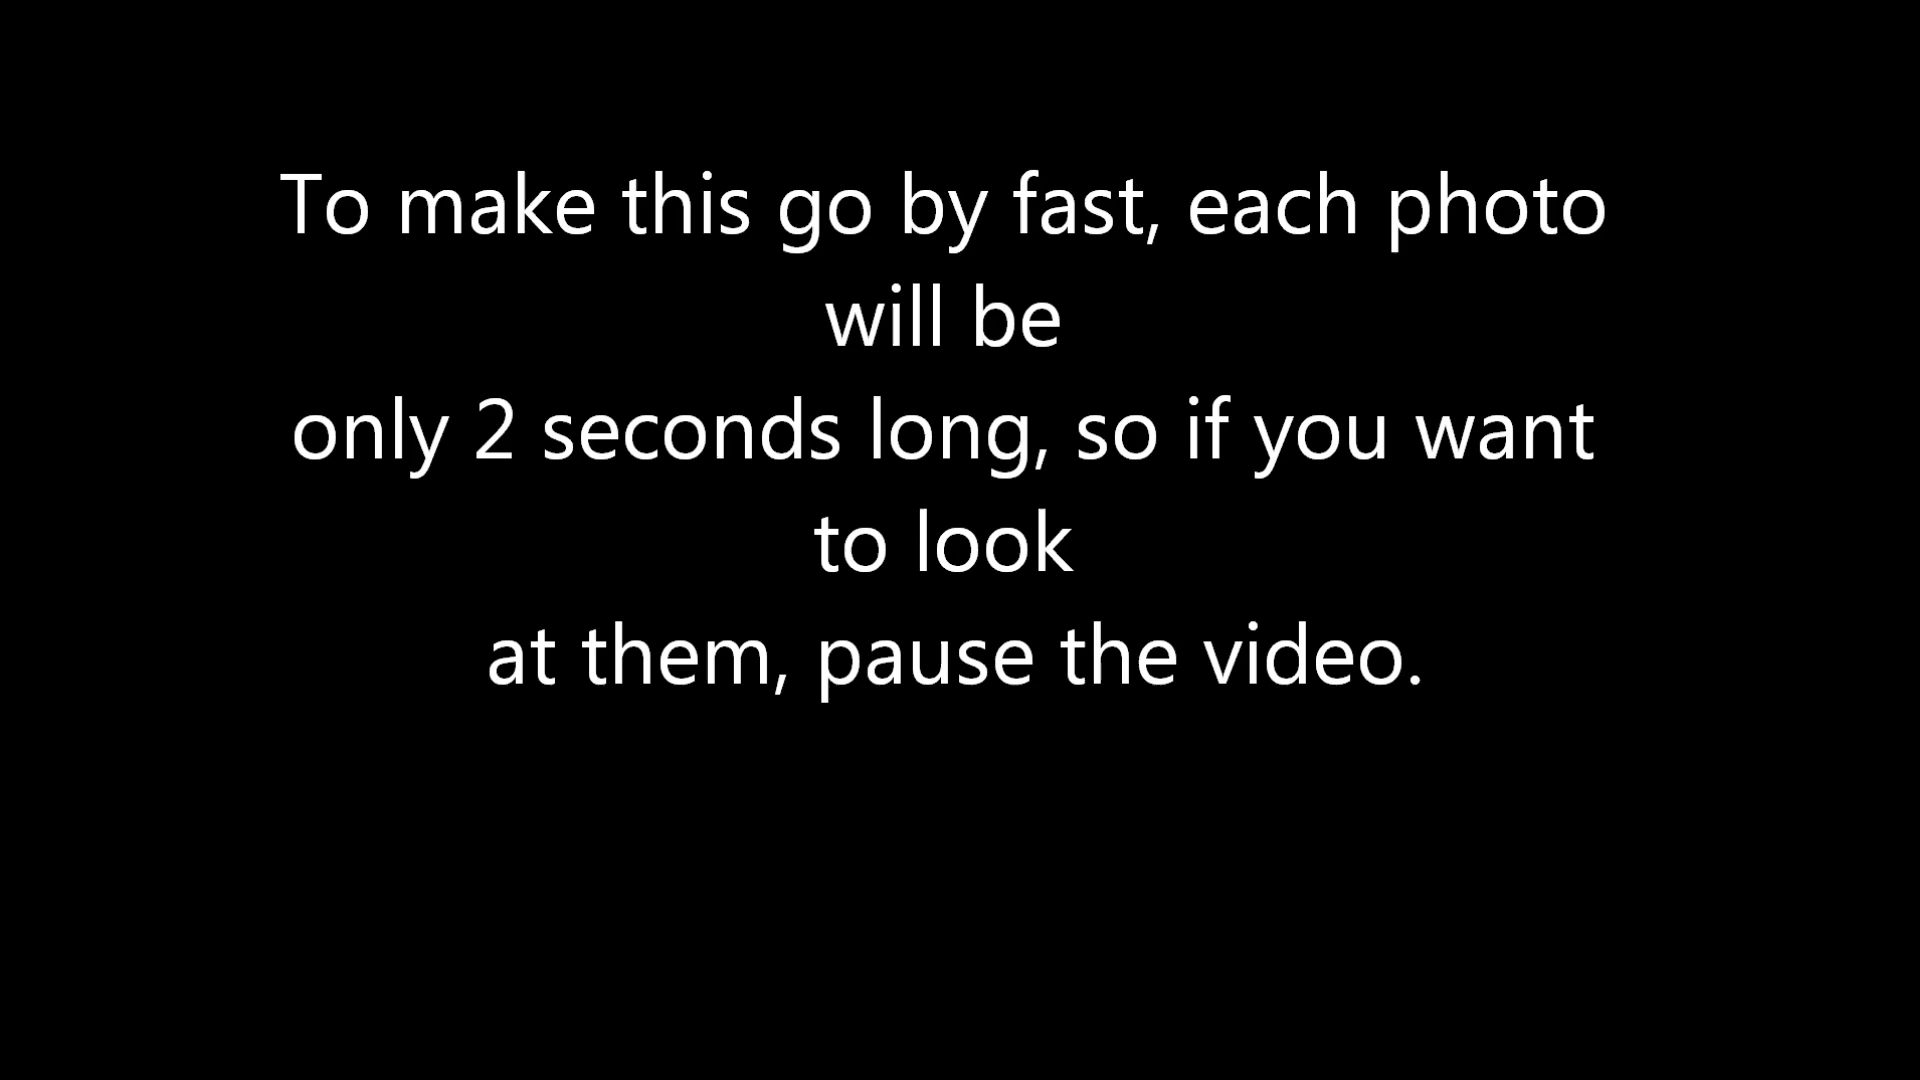 To make this go by fast, each photo
will be
only 2 seconds long, so if you want
to look
at them, pause the video.